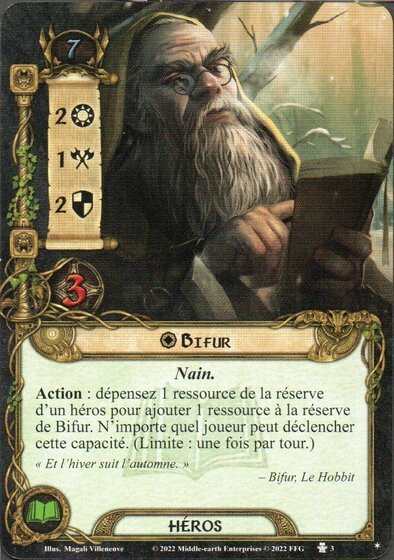 7
2
1
2
3
Bifur
Nain.
Action : dépensez 1 ressource de la réserve
d'un héros pour ajouter 1 ressource à la réserve
de Bifur. N'importe quel joueur peut déclencher
cette capacité. (Limite : une fois par tour.)
« Et l'hiver suit l'automne. »
– Bifur, Le Hobbit
HÉROS
Illus. Magali Villeneuve © 2022 Middle-earth Enterprises © 2022 FFG 3